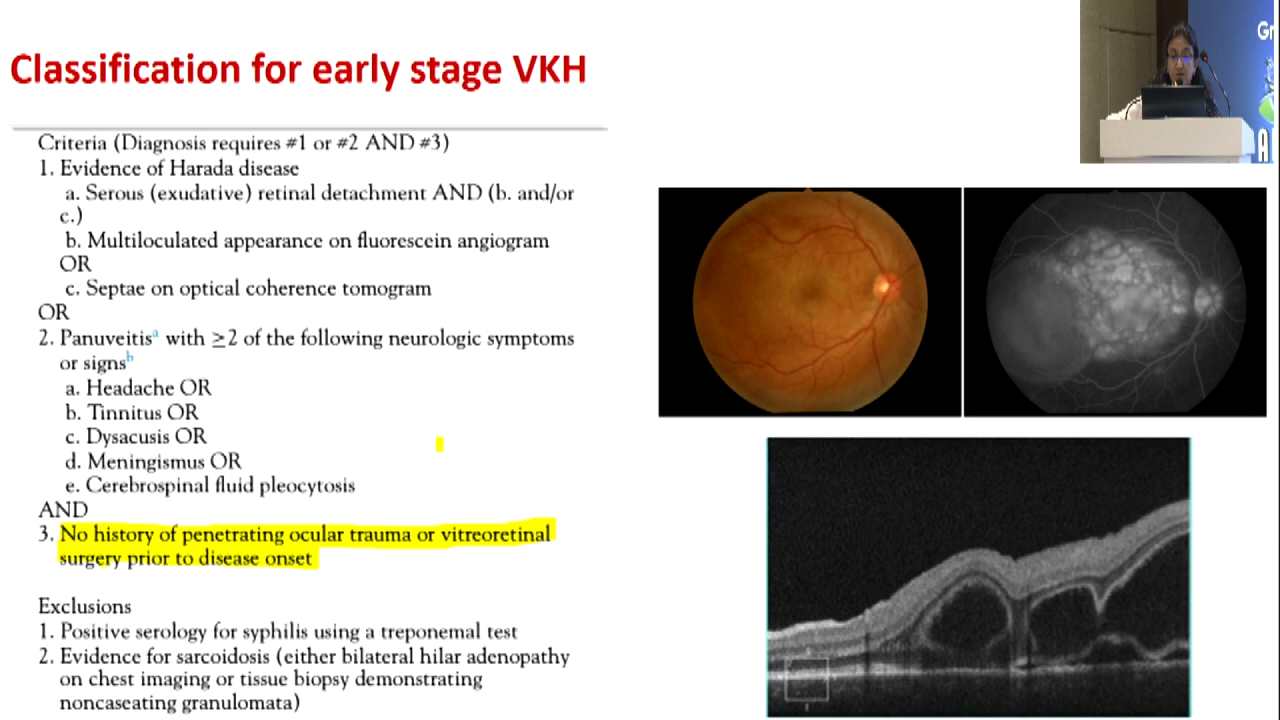 Classification for early stage VKH
Criteria (Diagnosis requires #1 or #2 AND #3)
1. Evidence of Harada disease
a. Serous (exudative) retinal detachment AND (b. and/or
c.)
b. Multiloculated appearance on fluorescein angiogram
OR
c. Septae on optical coherence tomogram
OR
2. Panuveitisᵃ with ≥2 of the following neurologic symptoms
or signsᵇ
a. Headache OR
b. Tinnitus OR
c. Dysacusis OR
d. Meningismus OR
e. Cerebrospinal fluid pleocytosis
AND
3. No history of penetrating ocular trauma or vitreoretinal
surgery prior to disease onset
Exclusions
1. Positive serology for syphilis using a treponemal test
2. Evidence for sarcoidosis (either bilateral hilar adenopathy
on chest imaging or tissue biopsy demonstrating
noncaseating granulomata)
Gr
A